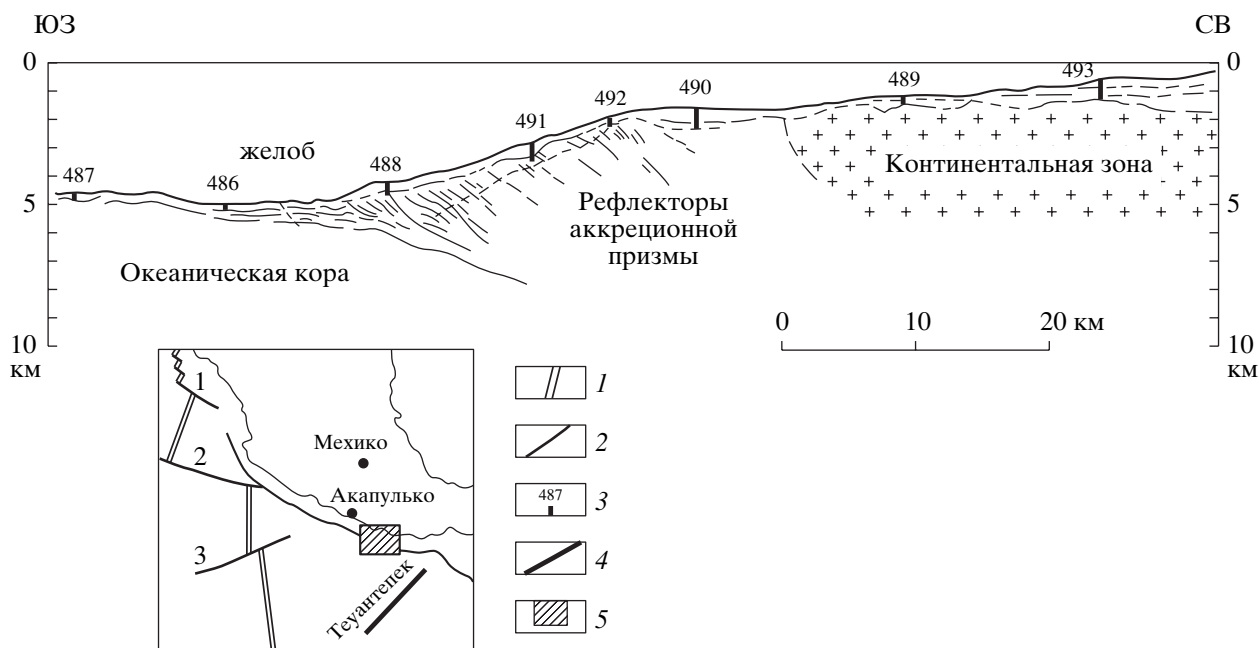 ЮЗ
СВ
0
0
493
489
490
492
491
желоб
488
487
486
Континентальная зона
5
5
Рефлекторы
аккреционной
призмы
Океаническая кора
0
10
20 км
10
км
10
км
1
1
Мехико
2
2
Акапулько
487
3
3
4
Теуантепек
5